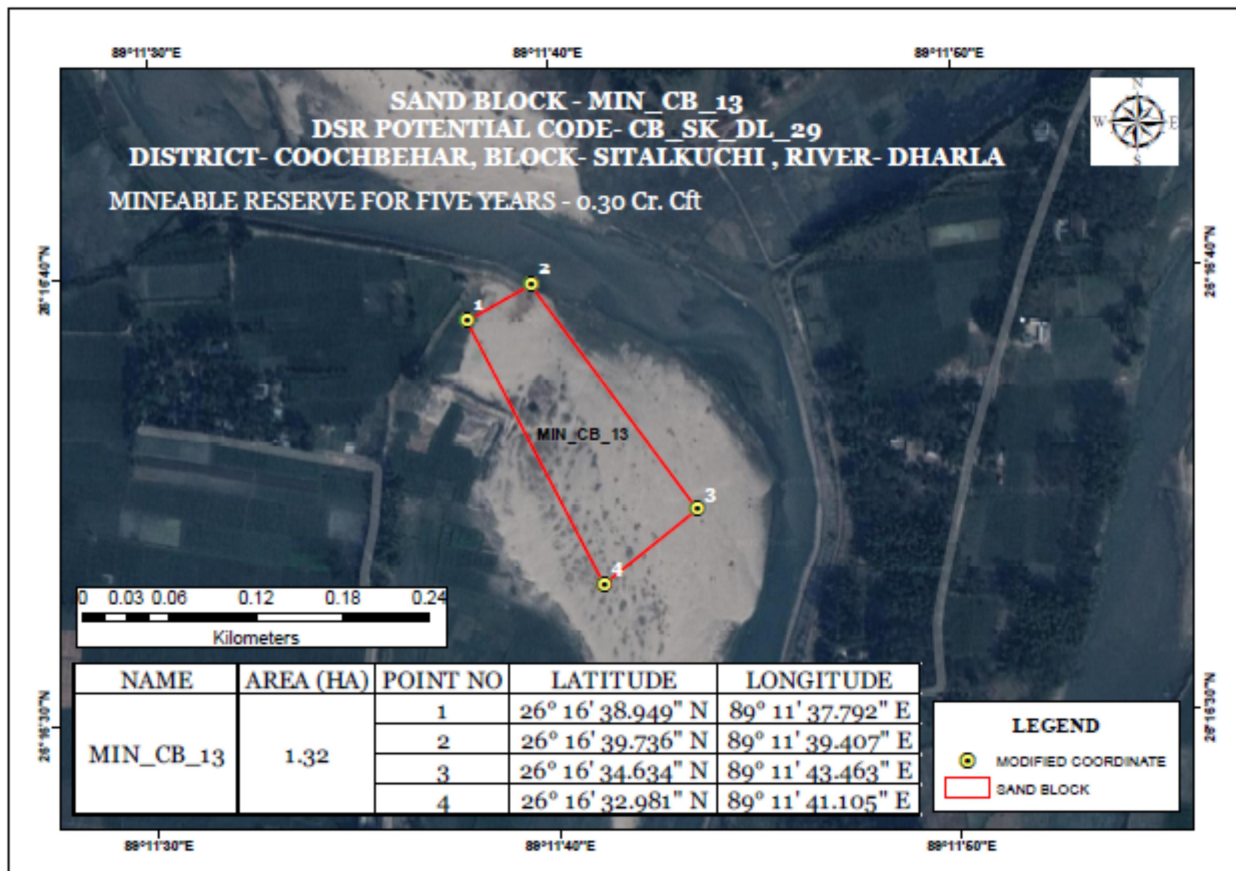 89°11'30"E 89°11'40"E 89°11'50"E
SAND BLOCK - MIN_CB_13
DSR POTENTIAL CODE- CB_SK_DL_29
DISTRICT- COOCHBEHAR, BLOCK- SITALKUCHI , RIVER- DHARLA
MINEABLE RESERVE FOR FIVE YEARS - 0.30 Cr. Cft
N
W E
S
26°16'40"N 26°16'40"N
2
1
MIN_CB_13
3
4
0 0.03 0.06 0.12 0.18 0.24
Kilometers
NAME AREA (HA) POINT NO LATITUDE LONGITUDE
MIN_CB_13 1.32
1 26° 16' 38.949" N 89° 11' 37.792" E
2 26° 16' 39.736" N 89° 11' 39.407" E
3 26° 16' 34.634" N 89° 11' 43.463" E
4 26° 16' 32.981" N 89° 11' 41.105" E
LEGEND
MODIFIED COORDINATE
SAND BLOCK
26°16'30"N 26°16'30"N
89°11'30"E 89°11'40"E 89°11'50"E